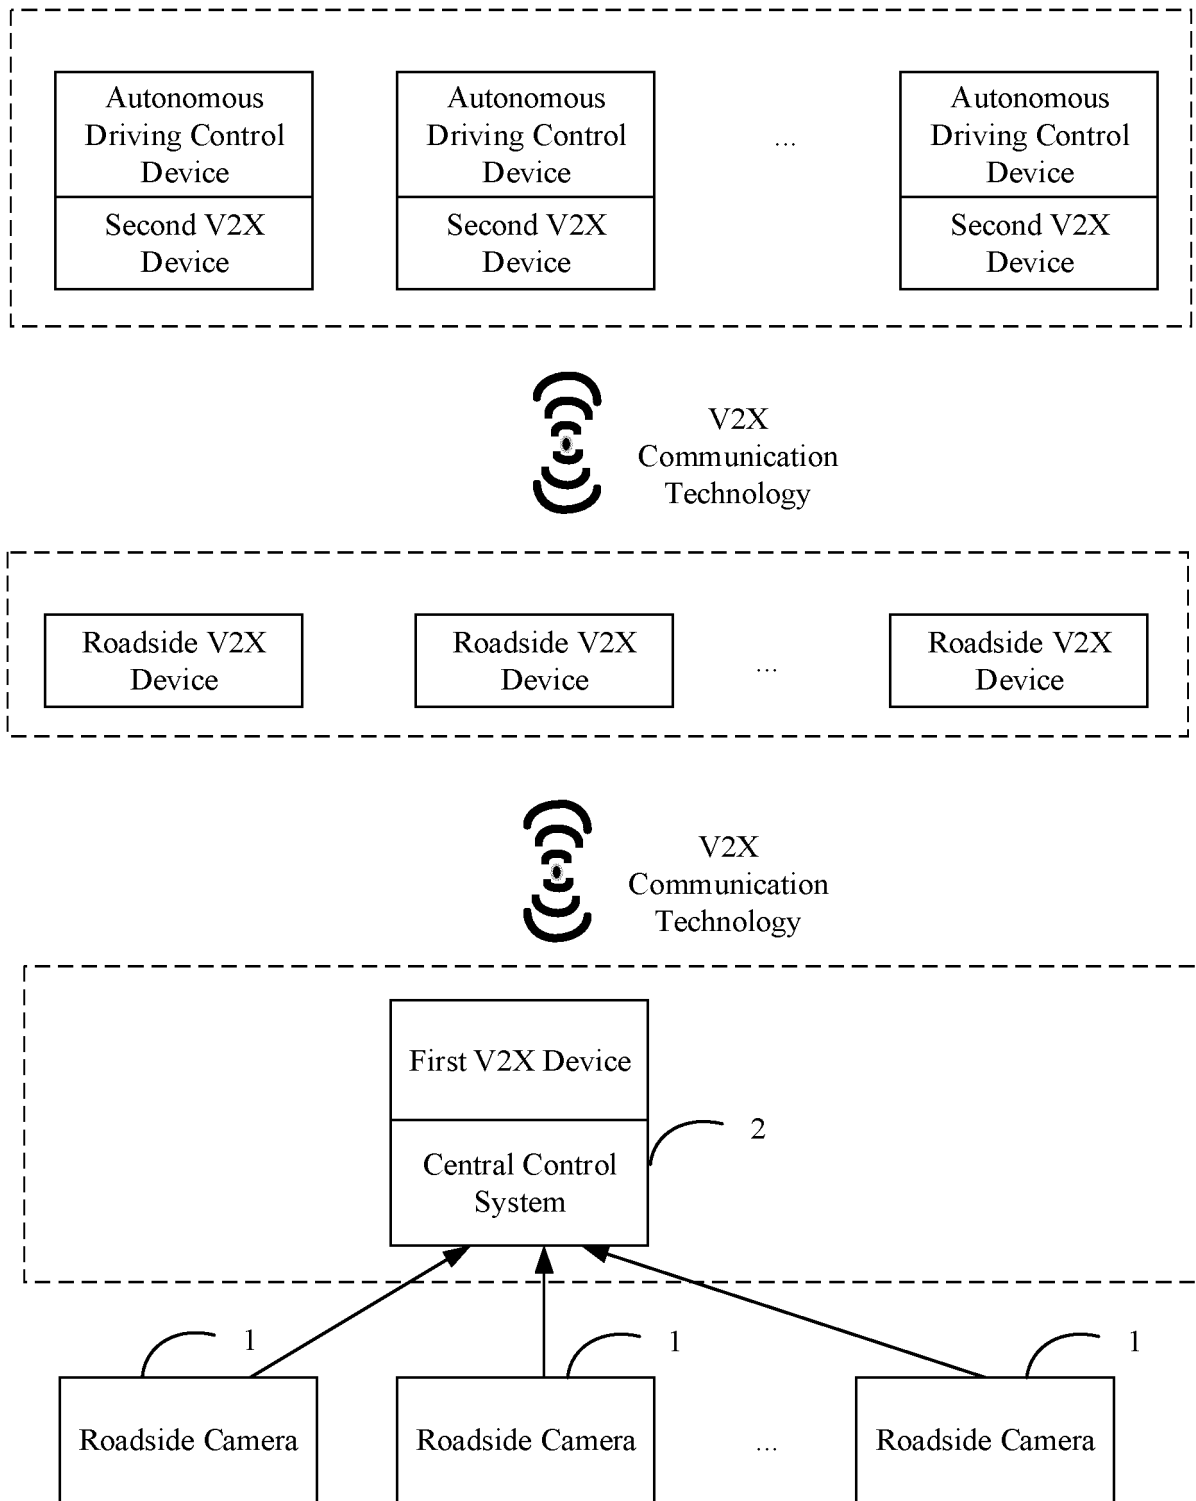 Autonomous
Driving Control
Device
Autonomous
Driving Control
Device
...
Autonomous
Driving Control
Device
Second V2X
Device
Second V2X
Device
Second V2X
Device
V2X
Communication
Technology
Roadside V2X
Device
Roadside V2X
Device
...
Roadside V2X
Device
V2X
Communication
Technology
First V2X Device
2
Central Control
System
1
1
1
Roadside Camera
Roadside Camera
...
Roadside Camera